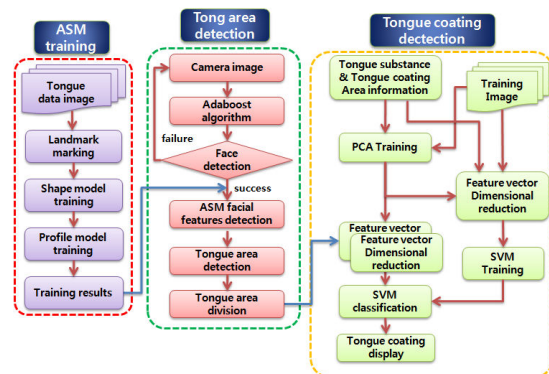 ASM
training
Tongue
data image
Landmark
marking
Shape model
training
Profile model
training
Training results
Tong area
detection
Camera image
Adaboost
algorithm
failure
Face
detection
success
ASM facial
features detection
Tongue area
detection
Tongue area
division
Tongue coating
dectection
Tongue substance
& Tongue coating
Area information
Training
Image
PCA Training
Feature vector
Dimensional
reduction
Feature vector
Feature vector
Dimensional
reduction
SVM
Training
SVM
classification
Tongue coating
display